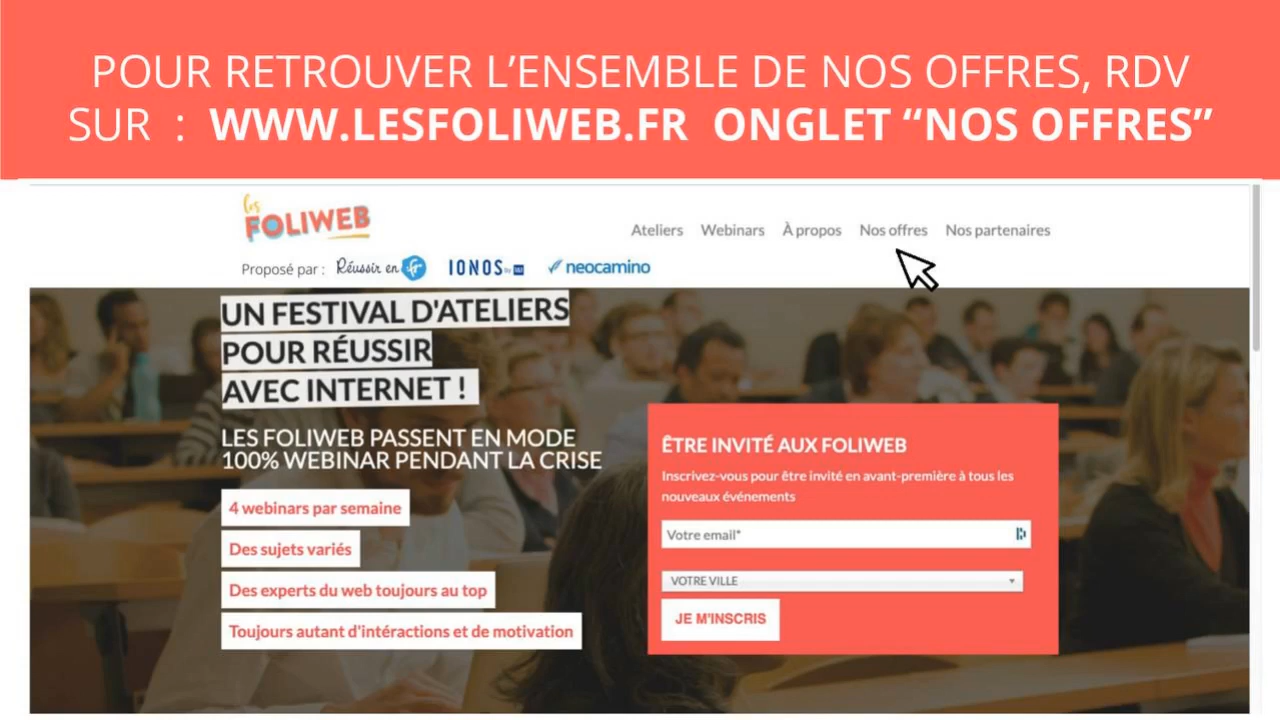 POUR RETROUVER L’ENSEMBLE DE NOS OFFRES, RDV
SUR : WWW.LESFOLIWEB.FR ONGLET “NOS OFFRES”
les
FOLIWEB
Ateliers Webinars À propos Nos offres Nos partenaires
Proposé par : Réussir en .fr IONOS neocamino
UN FESTIVAL D'ATELIERS
POUR RÉUSSIR
AVEC INTERNET !
LES FOLIWEB PASSENT EN MODE
100% WEBINAR PENDANT LA CRISE
4 webinars par semaine
Des sujets variés
Des experts du web toujours au top
Toujours autant d'intéractions et de motivation
ÊTRE INVITÉ AUX FOLIWEB
Inscrivez-vous pour être invité en avant-première à tous les
nouveaux événements
Votre email*
VOTRE VILLE
JE M'INSCRIS